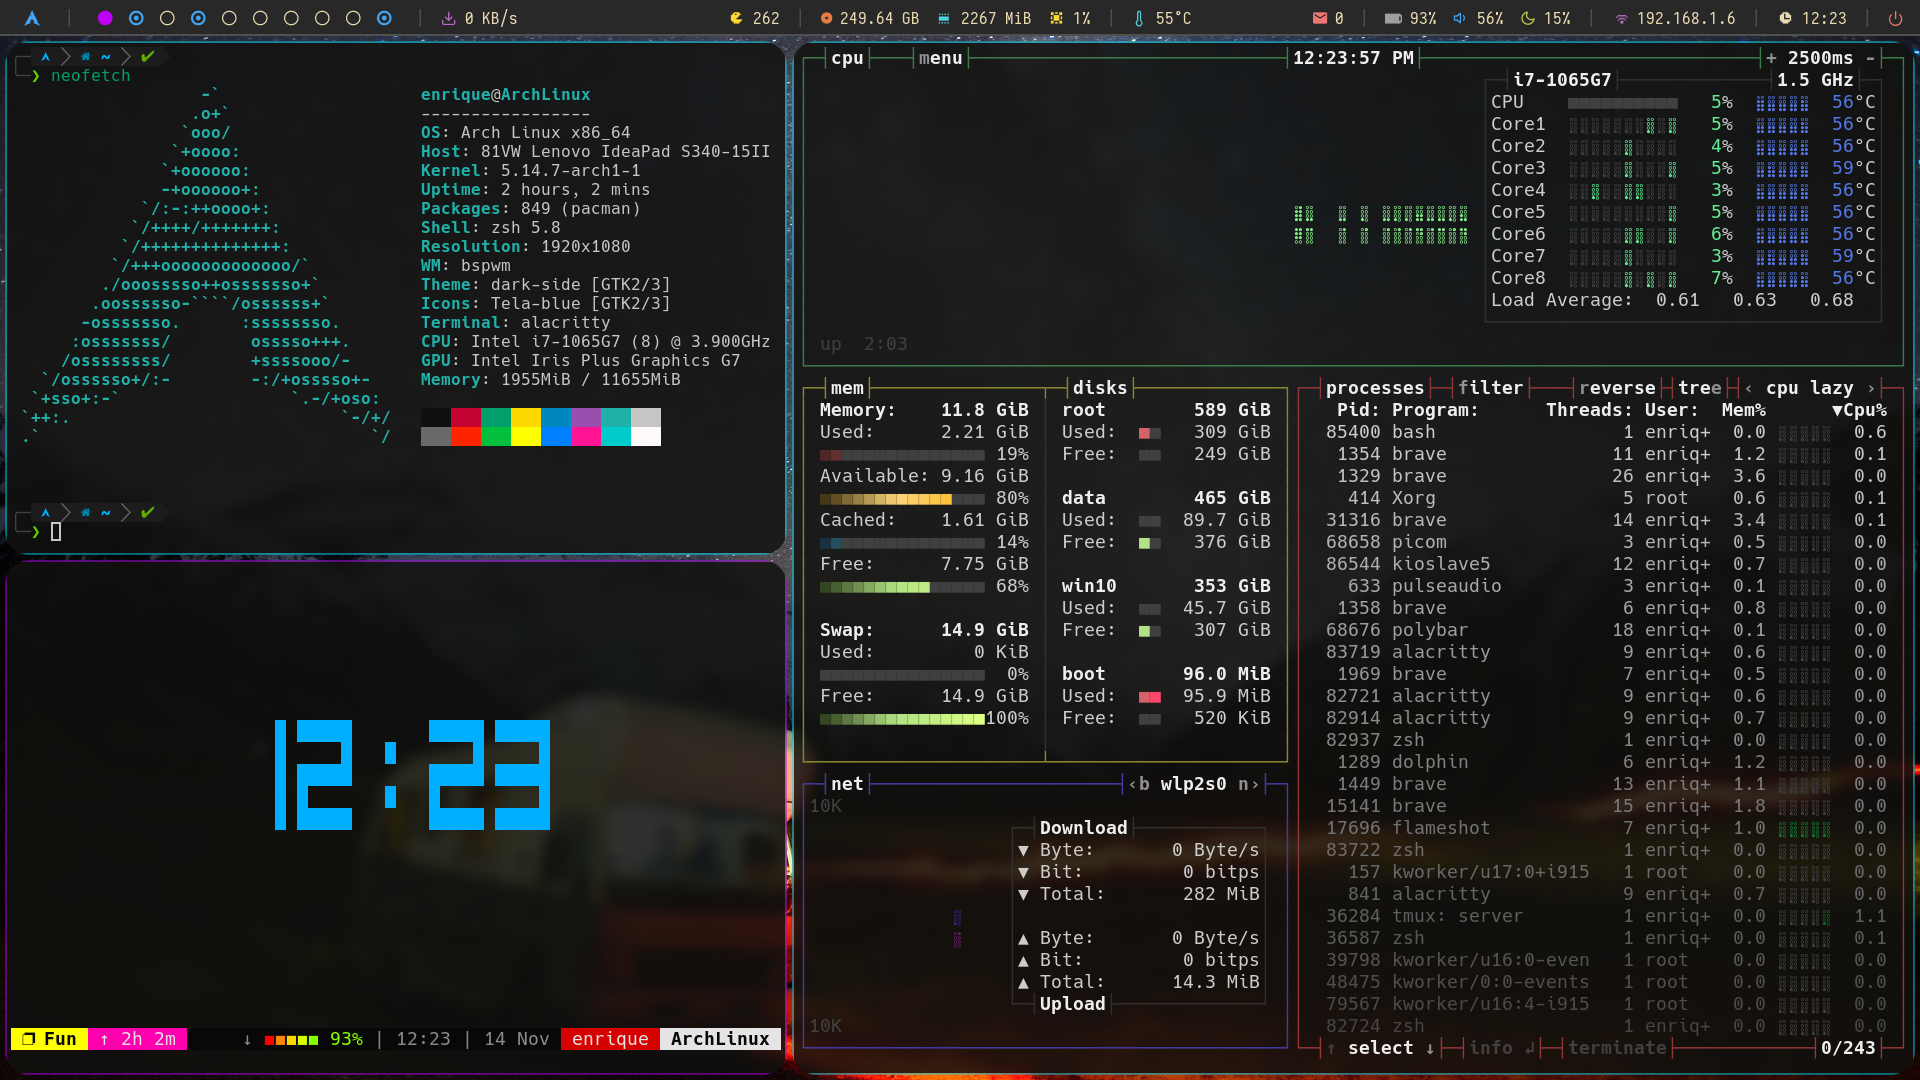 0 KB/s 262 249.64 GB 2267 MiB 1% 55°C 0 93% 56% 15% 192.168.1.6 12:23
~
❯ neofetch
-`
.o+`
`ooo/
`+oooo:
`+oooooo:
-+oooooo+:
`/:-:++oooo+:
`/++++/+++++++:
`/++++++++++++++:
`/+++ooooooooooooo/`
./ooosssso++osssssso+`
.oossssso-````/ossssss+`
-osssssso. :ssssssso.
:osssssss/ osssso+++.
/ossssssss/ +ssssooo/-
`/ossssso+/:- -:/+osssso+-
`+sso+:-` `.-/+oso:
`++:. `-/+/
.` `/
enrique@ArchLinux
-----------------
OS: Arch Linux x86_64
Host: 81VW Lenovo IdeaPad S340-15II
Kernel: 5.14.7-arch1-1
Uptime: 2 hours, 2 mins
Packages: 849 (pacman)
Shell: zsh 5.8
Resolution: 1920x1080
WM: bspwm
Theme: dark-side [GTK2/3]
Icons: Tela-blue [GTK2/3]
Terminal: alacritty
CPU: Intel i7-1065G7 (8) @ 3.900GHz
GPU: Intel Iris Plus Graphics G7
Memory: 1955MiB / 11655MiB
~
❯
12:23
Fun ↑ 2h 2m ↓ 93% | 12:23 | 14 Nov enrique ArchLinux
cpu menu 12:23:57 PM + 2500ms -
i7-1065G7 1.5 GHz
CPU 5% 56°C
Core1 5% 56°C
Core2 4% 56°C
Core3 5% 59°C
Core4 3% 56°C
Core5 5% 56°C
Core6 6% 56°C
Core7 3% 59°C
Core8 7% 56°C
Load Average: 0.61 0.63 0.68
up 2:03
mem disks
Memory: 11.8 GiB
Used: 2.21 GiB
19%
Available: 9.16 GiB
80%
Cached: 1.61 GiB
14%
Free: 7.75 GiB
68%
Swap: 14.9 GiB
Used: 0 KiB
0%
Free: 14.9 GiB
100%
root 589 GiB
Used: 309 GiB
Free: 249 GiB
data 465 GiB
Used: 89.7 GiB
Free: 376 GiB
win10 353 GiB
Used: 45.7 GiB
Free: 307 GiB
boot 96.0 MiB
Used: 95.9 MiB
Free: 520 KiB
net ‹b wlp2s0 n›
10K
Download
▼ Byte: 0 Byte/s
▼ Bit: 0 bitps
▼ Total: 282 MiB
▲ Byte: 0 Byte/s
▲ Bit: 0 bitps
▲ Total: 14.3 MiB
Upload
10K
processes filter reverse tree ‹ cpu lazy ›
Pid: Program: Threads: User: Mem% ▼Cpu%
85400 bash 1 enriq+ 0.0 0.6
1354 brave 11 enriq+ 1.2 0.1
1329 brave 26 enriq+ 3.6 0.0
414 Xorg 5 root 0.6 0.1
31316 brave 14 enriq+ 3.4 0.1
68658 picom 3 enriq+ 0.5 0.0
86544 kioslave5 12 enriq+ 0.7 0.0
633 pulseaudio 3 enriq+ 0.1 0.0
1358 brave 6 enriq+ 0.8 0.0
68676 polybar 18 enriq+ 0.1 0.0
83719 alacritty 9 enriq+ 0.6 0.0
1969 brave 7 enriq+ 0.5 0.0
82721 alacritty 9 enriq+ 0.6 0.0
82914 alacritty 9 enriq+ 0.7 0.0
82937 zsh 1 enriq+ 0.0 0.0
1289 dolphin 6 enriq+ 1.2 0.0
1449 brave 13 enriq+ 1.1 0.0
15141 brave 15 enriq+ 1.8 0.0
17696 flameshot 7 enriq+ 1.0 0.0
83722 zsh 1 enriq+ 0.0 0.0
157 kworker/u17:0+i915 1 root 0.0 0.0
841 alacritty 9 enriq+ 0.7 0.0
36284 tmux: server 1 enriq+ 0.0 1.1
36587 zsh 1 enriq+ 0.0 0.1
39798 kworker/u16:0-even 1 root 0.0 0.0
48475 kworker/0:0-events 1 root 0.0 0.0
79567 kworker/u16:4-i915 1 root 0.0 0.0
82724 zsh 1 enriq+ 0.0 0.0
↑ select ↓ info ↲ terminate 0/243